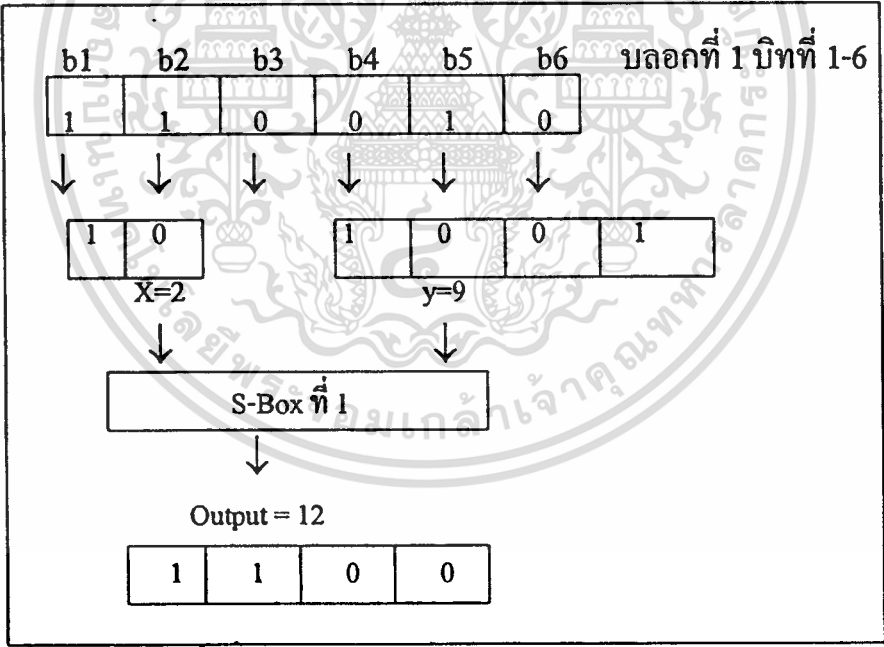 b1 b2 b3 b4 b5 b6 บลอกที่ 1 บิทที่ 1-6
1 1 0 0 1 0
1 0 1 0 0 1
X=2 y=9
S-Box ที่ 1
Output = 12
1 1 0 0